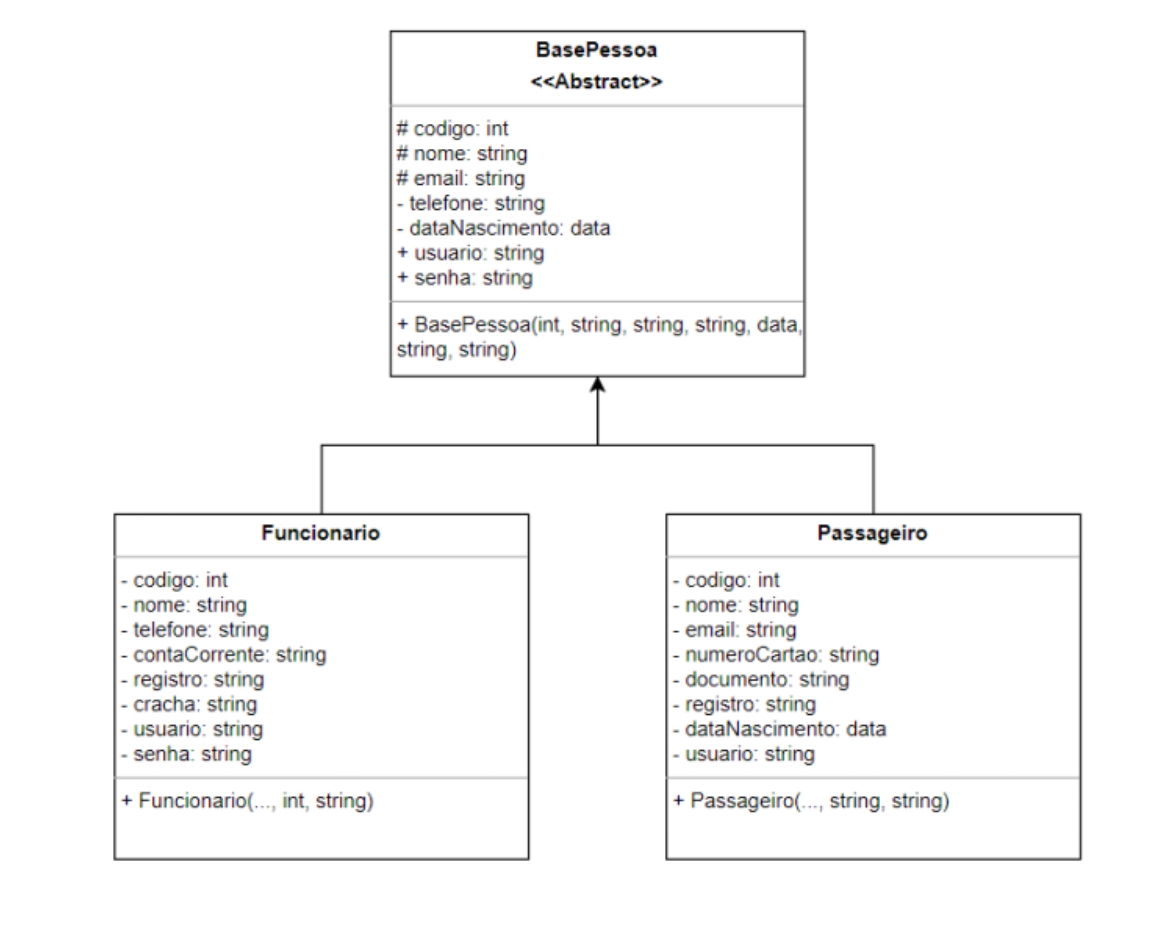 BasePessoa
<<Abstract>>
# codigo: int
# nome: string
# email: string
- telefone: string
- dataNascimento: data
+ usuario: string
+ senha: string
+ BasePessoa(int, string, string, string, data,
string, string)
Funcionario
- codigo: int
- nome: string
- telefone: string
- contaCorrente: string
- registro: string
- cracha: string
- usuario: string
- senha: string
+ Funcionario(..., int, string)
Passageiro
- codigo: int
- nome: string
- email: string
- numeroCartao: string
- documento: string
- registro: string
- dataNascimento: data
- usuario: string
+ Passageiro(..., string, string)